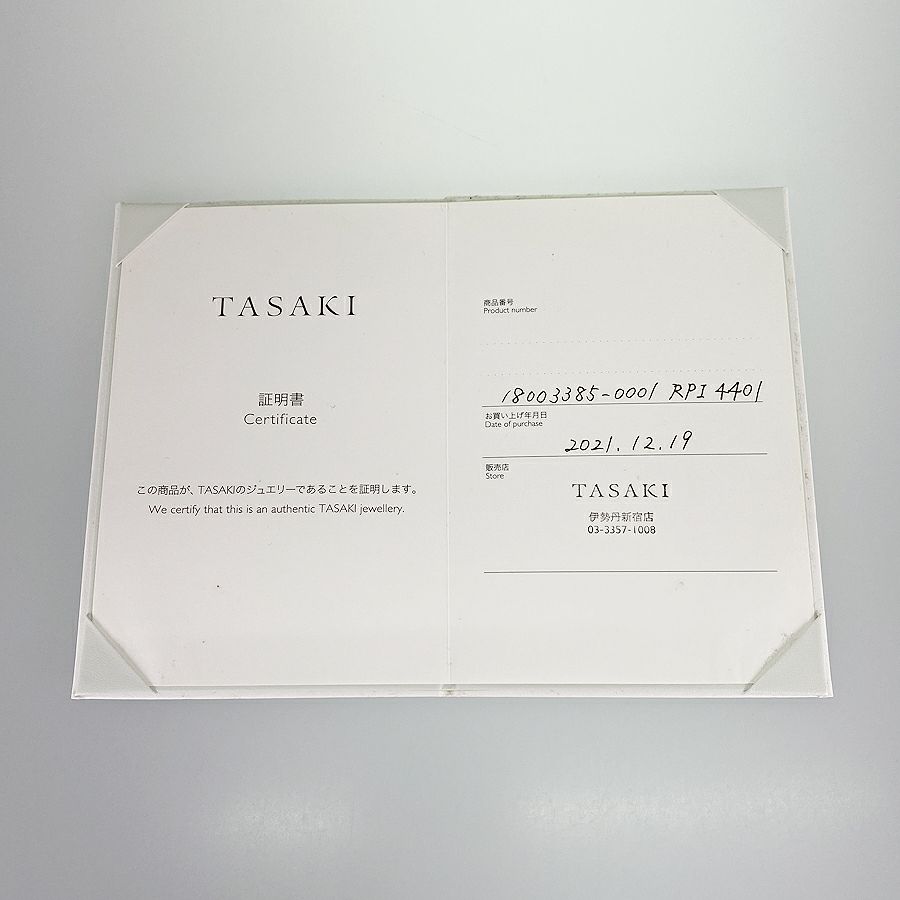 TASAKI
証明書
Certificate
この商品が、TASAKIのジュエリーであることを証明します。
We certify that this is an authentic TASAKI jewellery.
商品番号
Product number
18003385-0001 RPI 4401
お買い上げ年月日
Date of purchase
2021.12.19
販売店
Store
TASAKI
伊勢丹新宿店
03-3357-1008